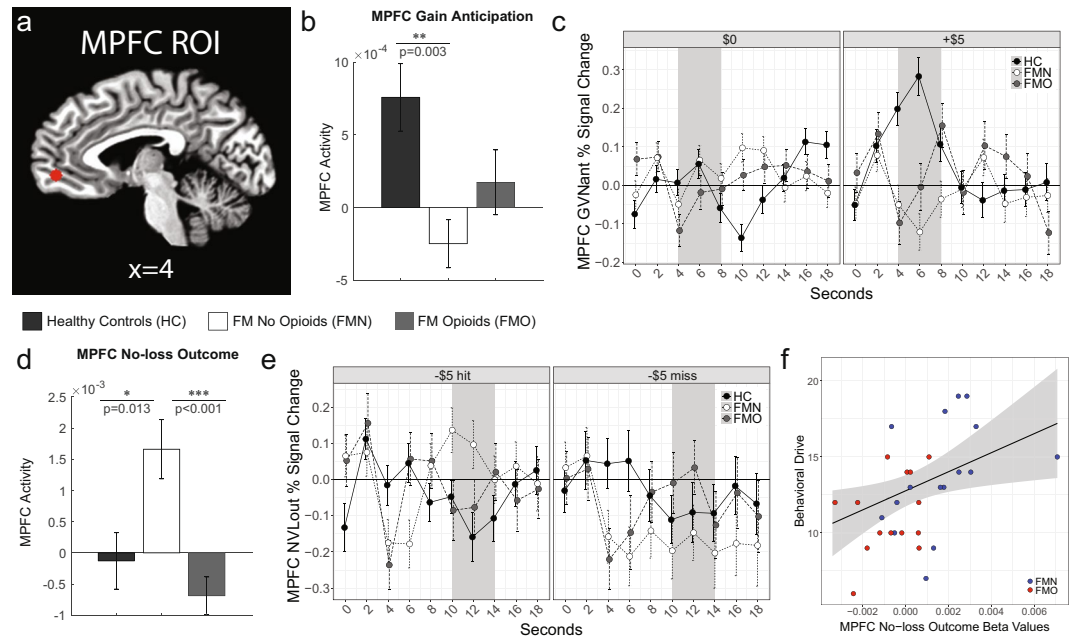 a
MPFC ROI
x=4
b
MPFC Gain Anticipation
×10⁻⁴
10
5
0
-5
MPFC Activity
**
p=0.003
c
$0
+$5
HC
FMN
FMO
MPFC GVNant % Signal Change
0.3
0.2
0.1
0.0
-0.1
-0.2
0 2 4 6 8 10 12 14 16 18
0 2 4 6 8 10 12 14 16 18
Seconds
Healthy Controls (HC)
FM No Opioids (FMN)
FM Opioids (FMO)
d
MPFC No-loss Outcome
×10⁻³
2.5
2
1.5
1
0.5
0
-0.5
-1
MPFC Activity
*
p=0.013
***
p<0.001
e
-$5 hit
-$5 miss
HC
FMN
FMO
MPFC NVLout % Signal Change
0.2
0.1
0.0
-0.1
-0.2
-0.3
0 2 4 6 8 10 12 14 16 18
0 2 4 6 8 10 12 14 16 18
Seconds
f
Behavioral Drive
20
15
10
-0.002 0.000 0.002 0.004 0.006
MPFC No-loss Outcome Beta Values
FMN
FMO